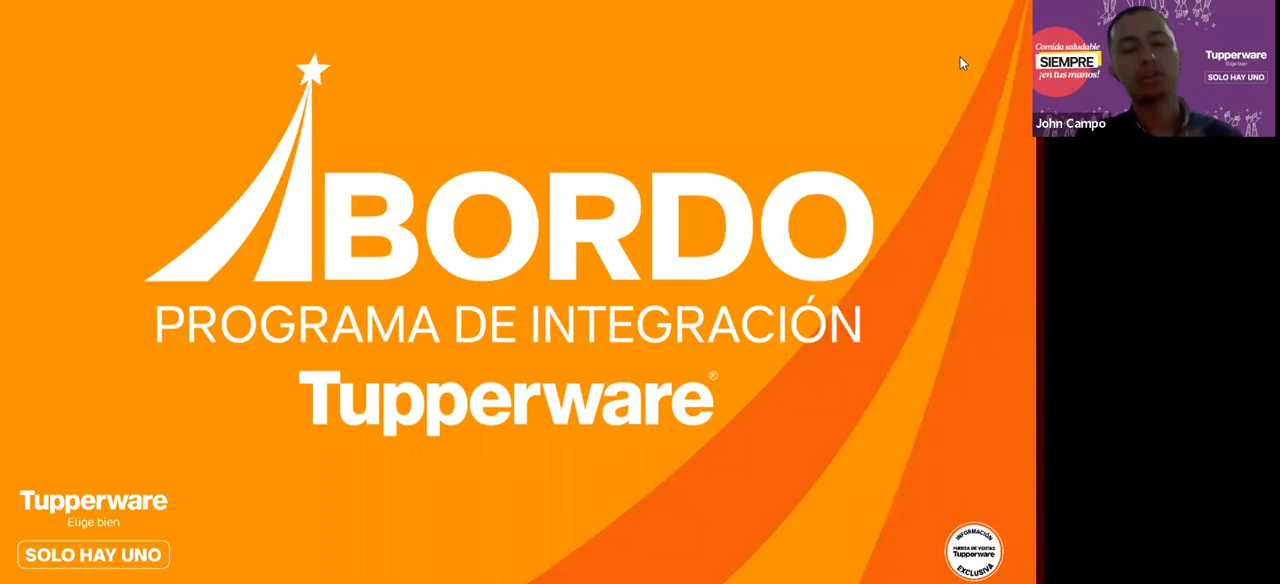 ABORDO
PROGRAMA DE INTEGRACIÓN
Tupperware®
Tupperware
Elige bien
SOLO HAY UNO
INFORMACIÓN
FUERZA DE VENTAS
Tupperware
EXCLUSIVA
Comida saludable
SIEMPRE
¡en tus manos!
Tupperware
Elige bien
SOLO HAY UNO
John Campo